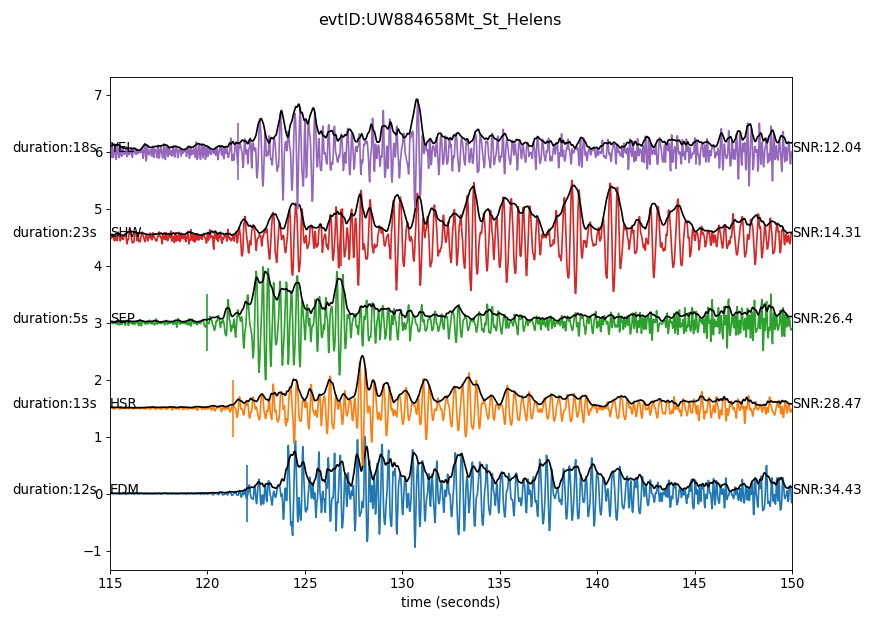 evtID:UW884658Mt_St_Helens
7
duration:18s YEL 6 SNR:12.04
5
duration:23s SHW SNR:14.31
4
duration:5s SEP 3 SNR:26.4
2
duration:13s HSR SNR:28.47
1
duration:12s EDM 0 SNR:34.43
−1
115 120 125 130 135 140 145 150
time (seconds)